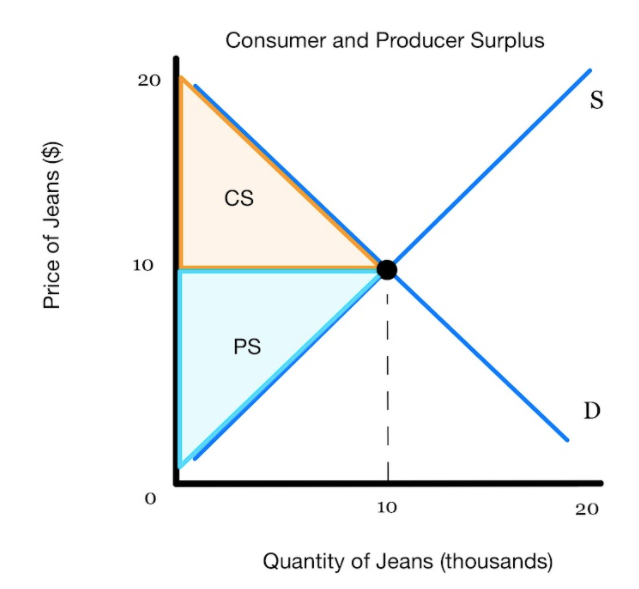 Consumer and Producer Surplus
20
S
CS
Price of Jeans ($)
10
PS
D
0
10
20
Quantity of Jeans (thousands)